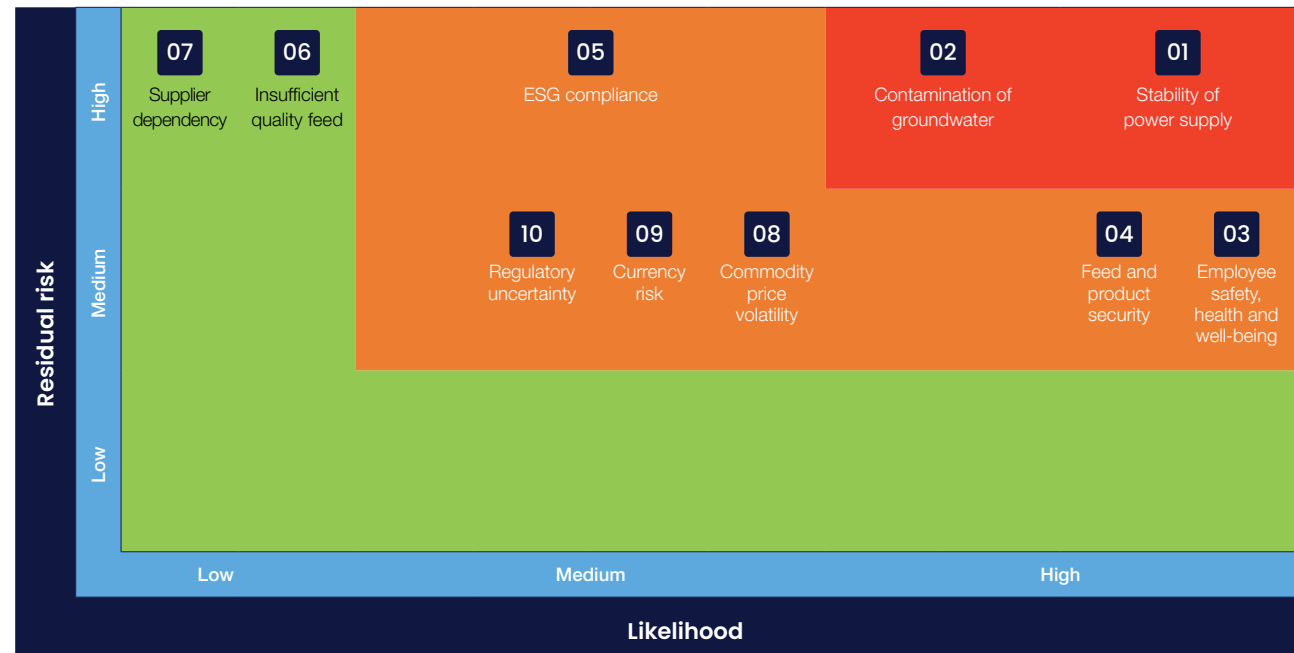 Residual risk
High
07
Supplier
dependency
06
Insufficient
quality feed
05
ESG compliance
02
Contamination of
groundwater
01
Stability of
power supply
Medium
10
Regulatory
uncertainty
09
Currency
risk
08
Commodity
price
volatility
04
Feed and
product
security
03
Employee
safety,
health and
well-being
Low
Low
Medium
High
Likelihood